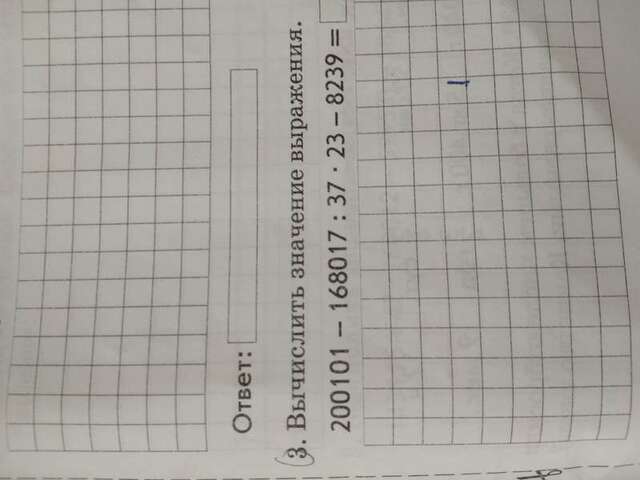 Ответ:
3. Вычислить значение выражения.
200101 – 168017 : 37 · 23 – 8239 =